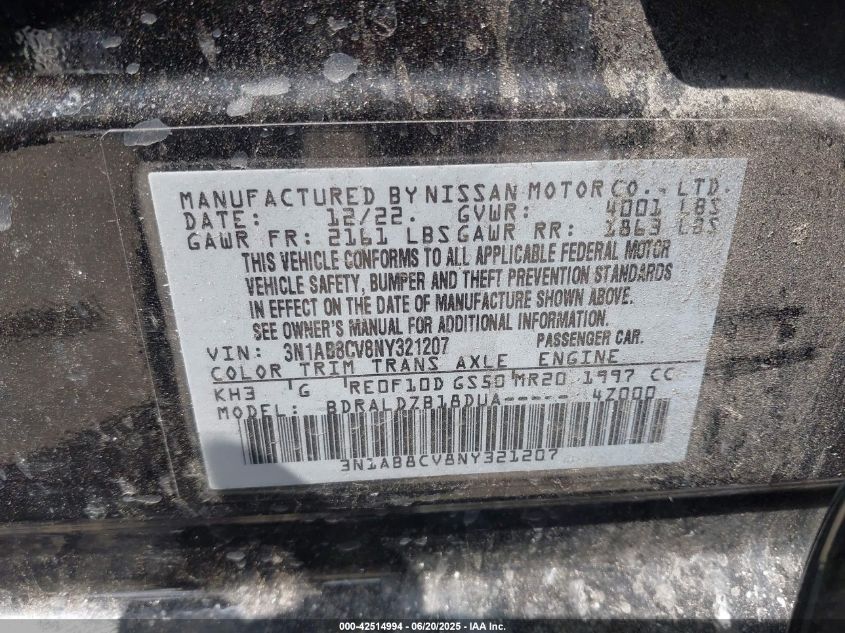 MANUFACTURED BY NISSAN MOTOR CO., LTD.
DATE: 12/22. GVWR: 4001 LBS
GAWR FR: 2161 LBS GAWR RR: 1863 LBS
THIS VEHICLE CONFORMS TO ALL APPLICABLE FEDERAL MOTOR
VEHICLE SAFETY, BUMPER AND THEFT PREVENTION STANDARDS
IN EFFECT ON THE DATE OF MANUFACTURE SHOWN ABOVE.
SEE OWNER'S MANUAL FOR ADDITIONAL INFORMATION.
VIN: 3N1AB8CV8NY321207 PASSENGER CAR.
COLOR TRIM TRANS AXLE ENGINE
KH3 G RE0F10D GS50 MR20 1997 CC
MODEL: BDRALDZB18DUA----- 4Z000
3N1AB8CV8NY321207
000-42514994 - 06/20/2025 - IAA Inc.